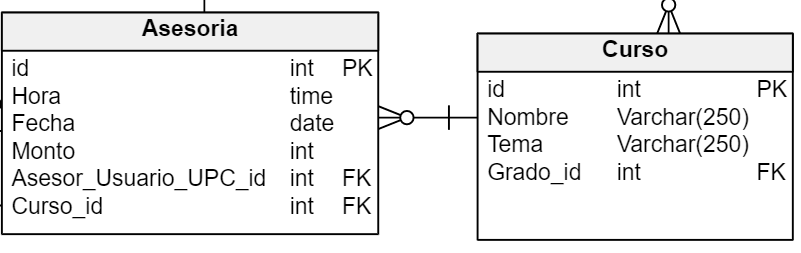 Asesoria
id int PK
Hora time
Fecha date
Monto int
Asesor_Usuario_UPC_id int FK
Curso_id int FK
Curso
id int PK
Nombre Varchar(250)
Tema Varchar(250)
Grado_id int FK